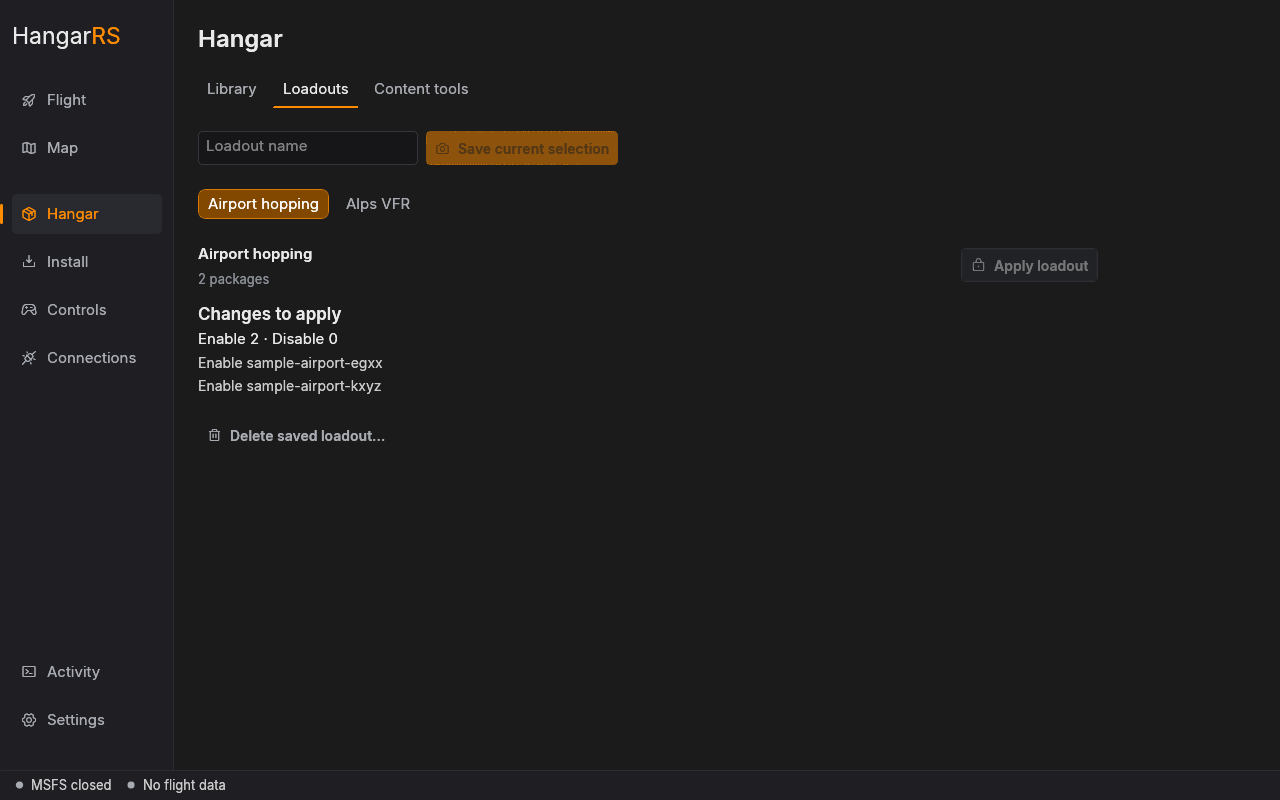 HangarRS
Flight
Map
Hangar
Install
Controls
Connections
Activity
Settings
Hangar
Library Loadouts Content tools
Loadout name Save current selection
Airport hopping Alps VFR
Airport hopping
2 packages
Apply loadout
Changes to apply
Enable 2 · Disable 0
Enable sample-airport-egxx
Enable sample-airport-kxyz
Delete saved loadout...
MSFS closed No flight data